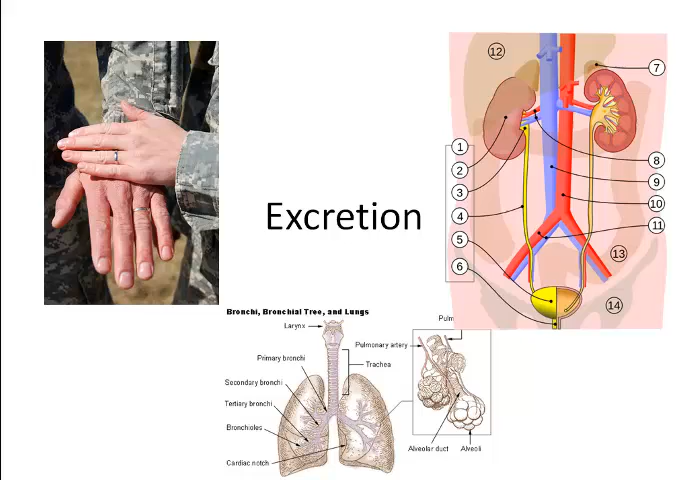 12
7
1
2
3
4
5
6
8
9
10
11
13
14
Excretion
Bronchi, Bronchial Tree, and Lungs
Larynx
Primary bronchi
Secondary bronchi
Tertiary bronchi
Bronchioles
Cardiac notch
Trachea
Pulmonary artery
Pulm
Alveolar duct
Alveoli